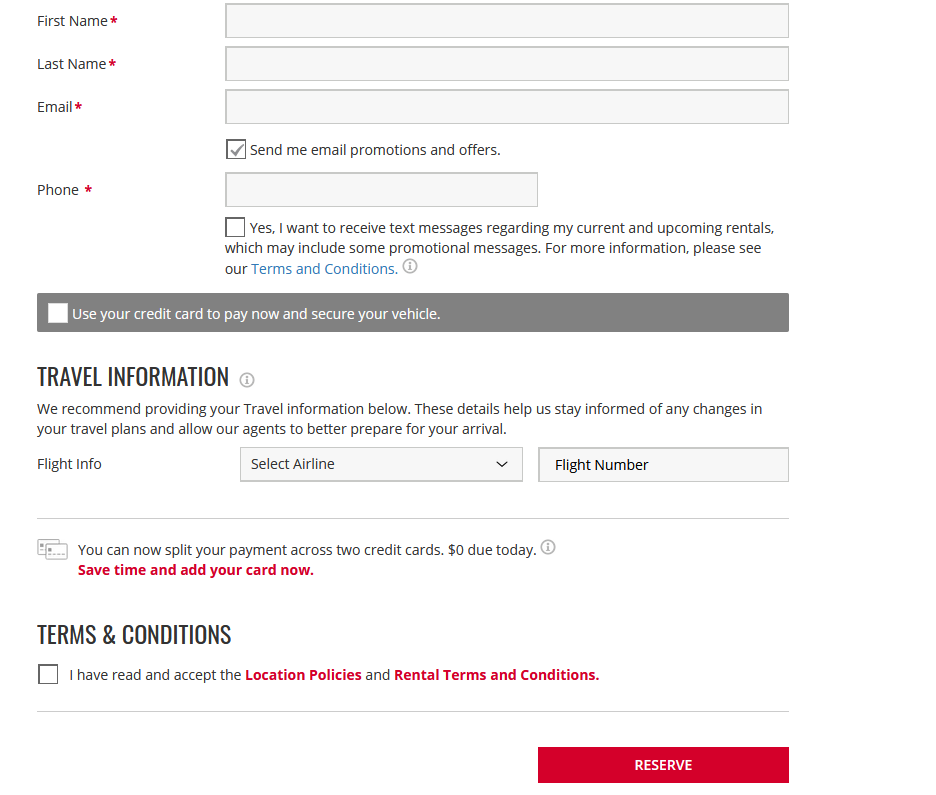 First Name*
Last Name*
Email*
Send me email promotions and offers.
Phone *
Yes, I want to receive text messages regarding my current and upcoming rentals,
which may include some promotional messages. For more information, please see
our Terms and Conditions.
Use your credit card to pay now and secure your vehicle.
TRAVEL INFORMATION
We recommend providing your Travel information below. These details help us stay informed of any changes in
your travel plans and allow our agents to better prepare for your arrival.
Flight Info Select Airline Flight Number
You can now split your payment across two credit cards. $0 due today.
Save time and add your card now.
TERMS & CONDITIONS
I have read and accept the Location Policies and Rental Terms and Conditions.
RESERVE